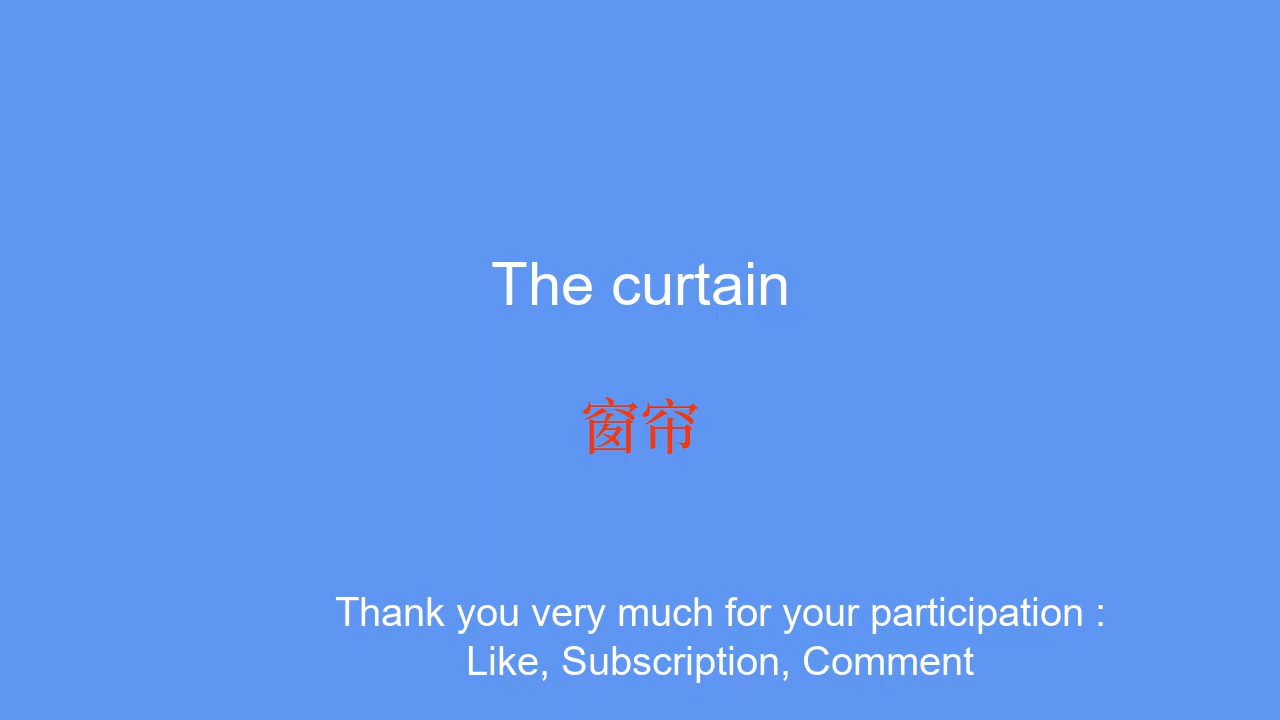 The curtain
窗帘
Thank you very much for your participation :
Like, Subscription, Comment